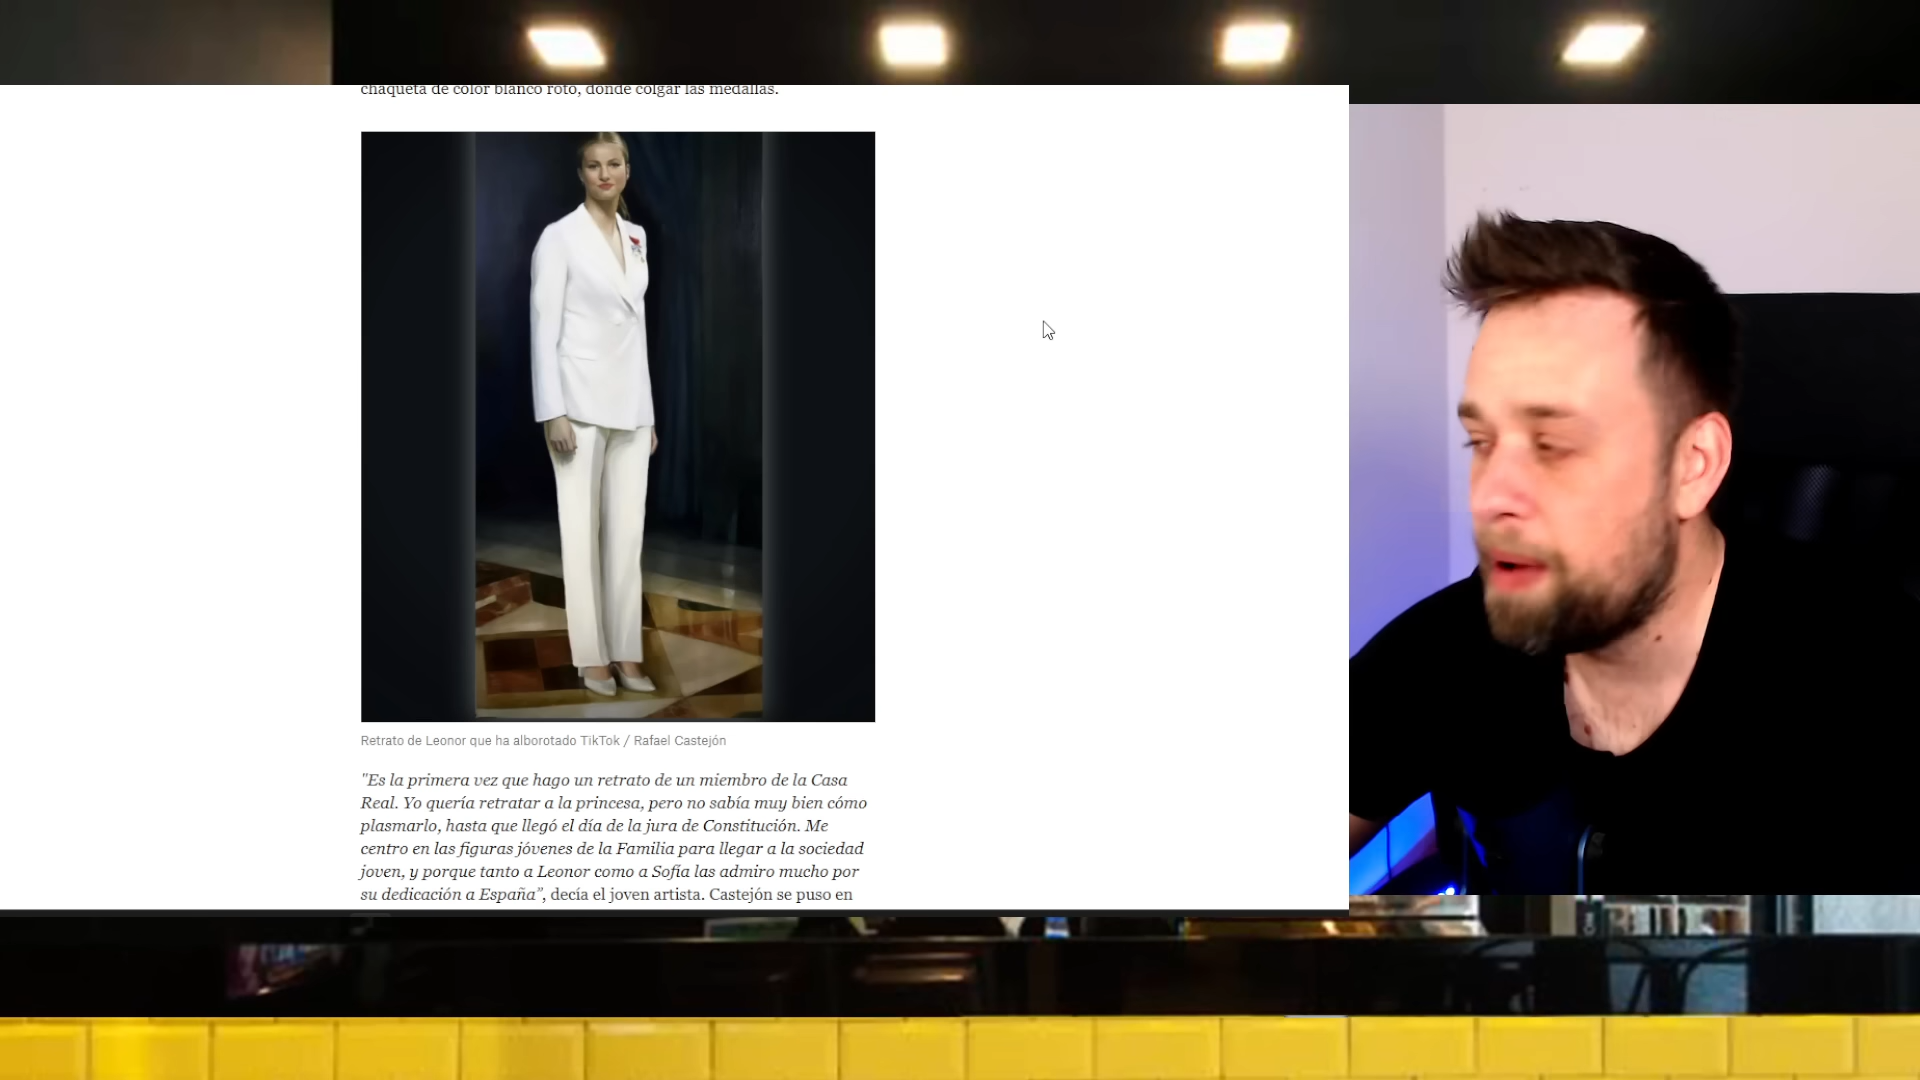 chaqueta de color blanco roto, donde colgar las medallas.
Retrato de Leonor que ha alborotado TikTok / Rafael Castejón
"Es la primera vez que hago un retrato de un miembro de la Casa
Real. Yo quería retratar a la princesa, pero no sabía muy bien cómo
plasmarlo, hasta que llegó el día de la jura de Constitución. Me
centro en las figuras jóvenes de la Familia para llegar a la sociedad
joven, y porque tanto a Leonor como a Sofía las admiro mucho por
su dedicación a España", decía el joven artista. Castejón se puso en